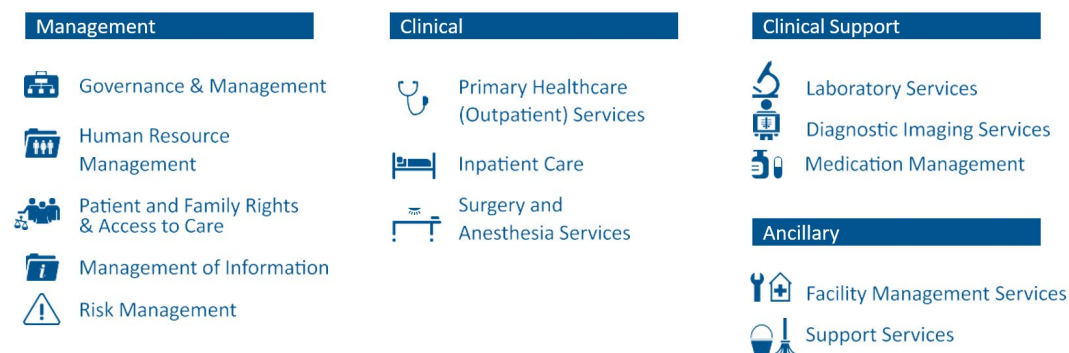 Management
Governance & Management
Human Resource
Management
Patient and Family Rights
& Access to Care
Management of Information
Risk Management
Clinical
Primary Healthcare
(Outpatient) Services
Inpatient Care
Surgery and
Anesthesia Services
Clinical Support
Laboratory Services
Diagnostic Imaging Services
Medication Management
Ancillary
Facility Management Services
Support Services